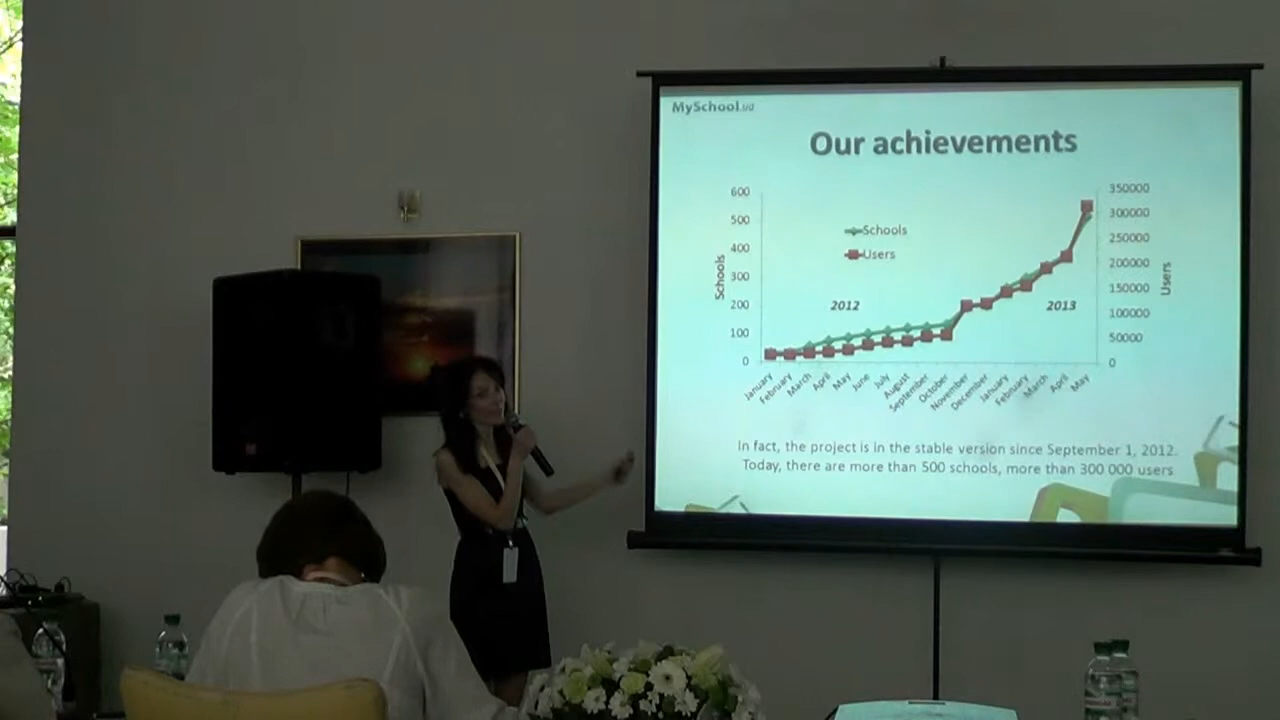 MySchool.ua
Our achievements
600
500
400
300
200
100
0
Schools
350000
300000
250000
200000
150000
100000
50000
0
Users
Schools
Users
2012
2013
January
February
March
April
May
June
July
August
September
October
November
December
January
February
March
April
May
In fact, the project is in the stable version since September 1, 2012.
Today, there are more than 500 schools, more than 300 000 users